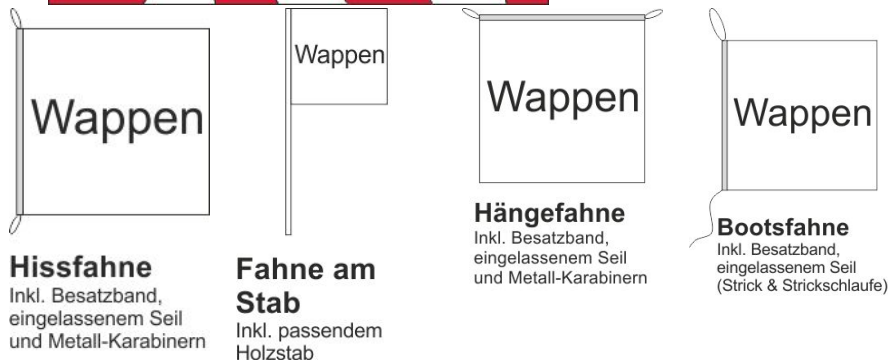 Wappen
Hissfahne
Inkl. Besatzband,
eingelassenem Seil
und Metall-Karabinern
Wappen
Fahne am
Stab
Inkl. passendem
Holzstab
Wappen
Hängefahne
Inkl. Besatzband,
eingelassenem Seil
und Metall-Karabinern
Wappen
Bootsfahne
Inkl. Besatzband,
eingelassenem Seil
(Strick & Strickschlaufe)